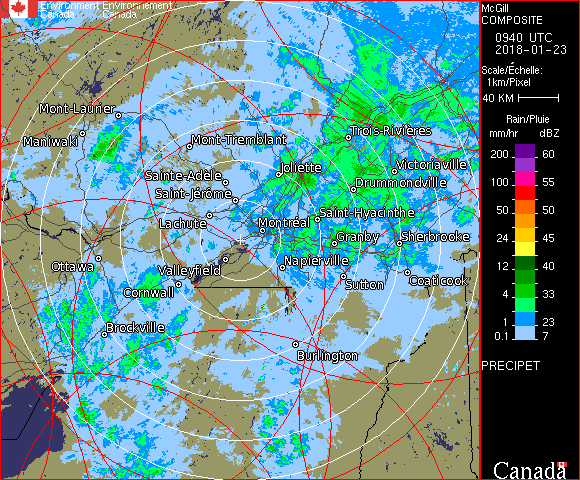 Environment Environnement
Canada Canada
McGill
COMPOSITE
0940 UTC
2018-01-23
Scale/Échelle:
1km/Pixel
40 KM
Rain/Pluie
mm/hr dBZ
200 60
100 55
50 50
24 45
12 40
4 33
1 23
0.1 7
PRECIPET
Canada
Mont-Laurier
Maniwaki
Mont-Tremblant
Trois-Rivières
Sainte-Adèle
Joliette
Victoriaville
Saint-Jérôme
Drummondville
Lachute
Montréal
Saint-Hyacinthe
Granby
Sherbrooke
Ottawa
Valleyfield
Napierville
Cornwall
Sutton
Coaticook
Brockville
Burlington